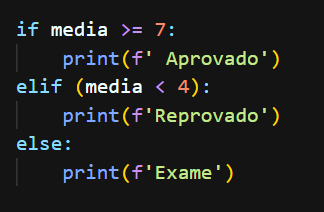 if media >= 7:
    print(f' Aprovado')
elif (media < 4):
    print(f'Reprovado')
else:
    print(f'Exame')